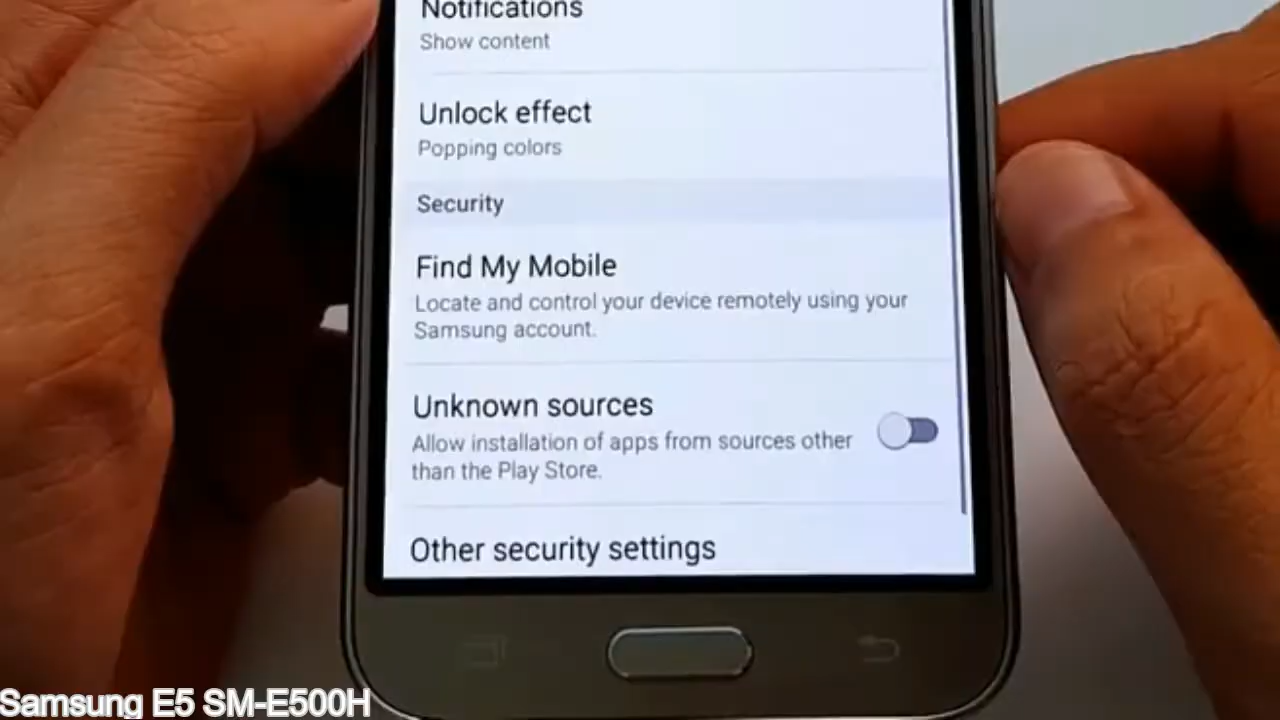 Notifications
Show content
Unlock effect
Popping colors
Security
Find My Mobile
Locate and control your device remotely using your
Samsung account.
Unknown sources
Allow installation of apps from sources other
than the Play Store.
Other security settings
Samsung E5 SM-E500H